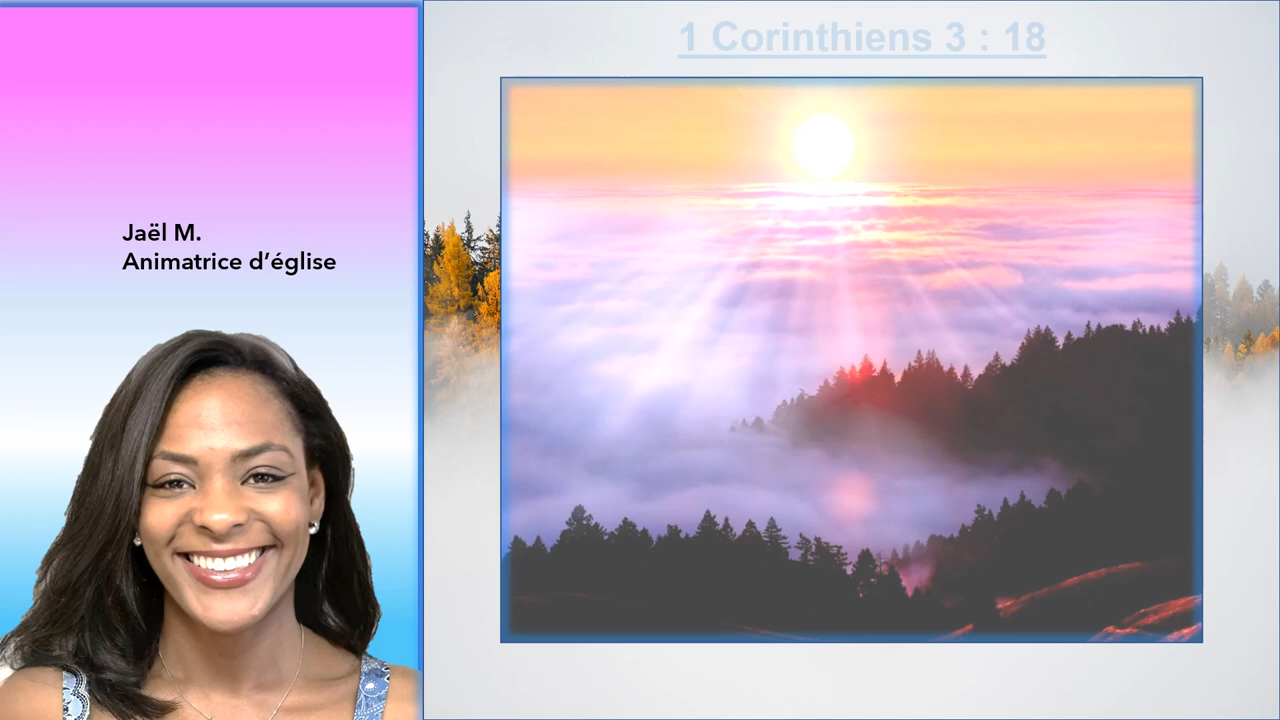 1 Corinthiens 3 : 18
Jaël M.
Animatrice d’église